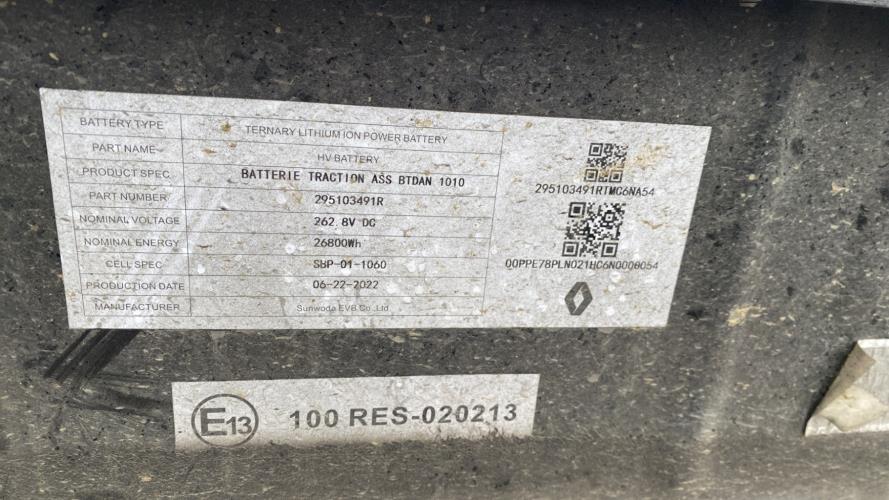 BATTERY TYPE TERNARY LITHIUM ION POWER BATTERY
PART NAME HV BATTERY
PRODUCT SPEC BATTERIE TRACTION ASS BTDAN 1010
PART NUMBER 295103491R
NOMINAL VOLTAGE 262.8V DC
NOMINAL ENERGY 26800Wh
CELL SPEC SBP-01-1060
PRODUCTION DATE 06-22-2022
MANUFACTURER Sunwoda EVB Co.,Ltd.
295103491RTMC6NA54
00PPE78PLN021HC6N0000054
E13 100 RES-020213